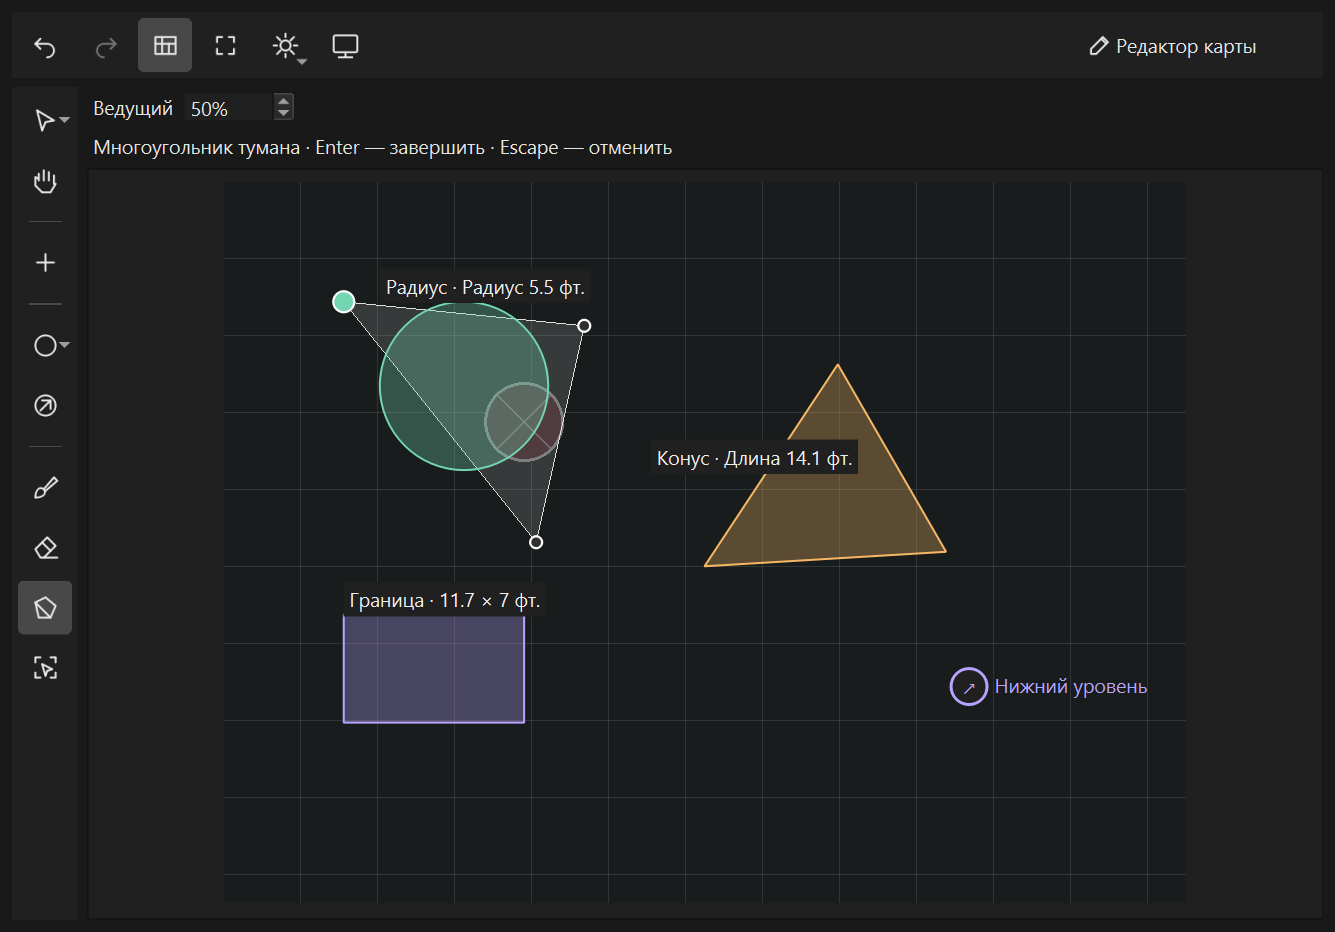 Редактор карты
Ведущий 50%
Многоугольник тумана · Enter — завершить · Escape — отменить
Радиус · Радиус 5.5 фт.
Конус · Длина 14.1 фт.
Граница · 11.7 × 7 фт.
Нижний уровень